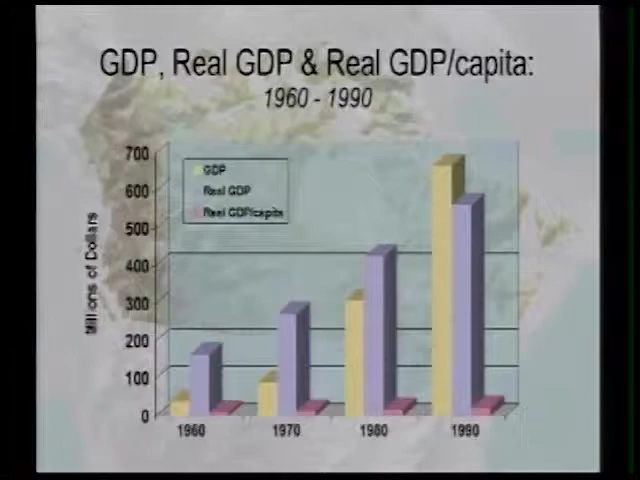 GDP, Real GDP & Real GDP/capita:
1960 - 1990
700
600
500
400
300
200
100
0
Millions of Dollars
GDP
Real GDP
Real GDP/capita
1960
1970
1980
1990